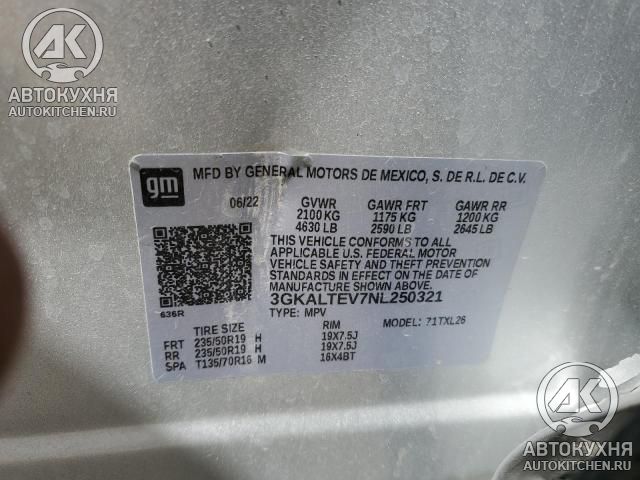 AK
АВТОКУХНЯ
AUTOKITCHEN.RU
gm
MFD BY GENERAL MOTORS DE MEXICO, S. DE R.L. DE C.V.
06/22 GVWR GAWR FRT GAWR RR
2100 KG 1175 KG 1200 KG
4630 LB 2590 LB 2645 LB
THIS VEHICLE CONFORMS TO ALL
APPLICABLE U.S. FEDERAL MOTOR
VEHICLE SAFETY AND THEFT PREVENTION
STANDARDS IN EFFECT ON THE DATE OF
MANUFACTURE SHOWN ABOVE.
3GKALTEV7NL250321
636R
TYPE: MPV MODEL: 71TXL26
TIRE SIZE RIM
FRT 235/50R19 H 19X7.5J
RR 235/50R19 H 19X7.5J
SPA T135/70R16 M 16X4BT
AK
АВТОКУХНЯ
AUTOKITCHEN.RU